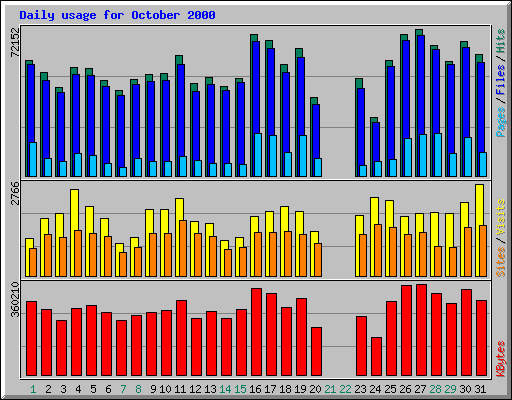 Daily usage for October 2000
72152
Pages / Files / Hits
2766
Sites / Visits
360210
KBytes
1 2 3 4 5 6 7 8 9 10 11 12 13 14 15 16 17 18 19 20 21 22 23 24 25 26 27 28 29 30 31